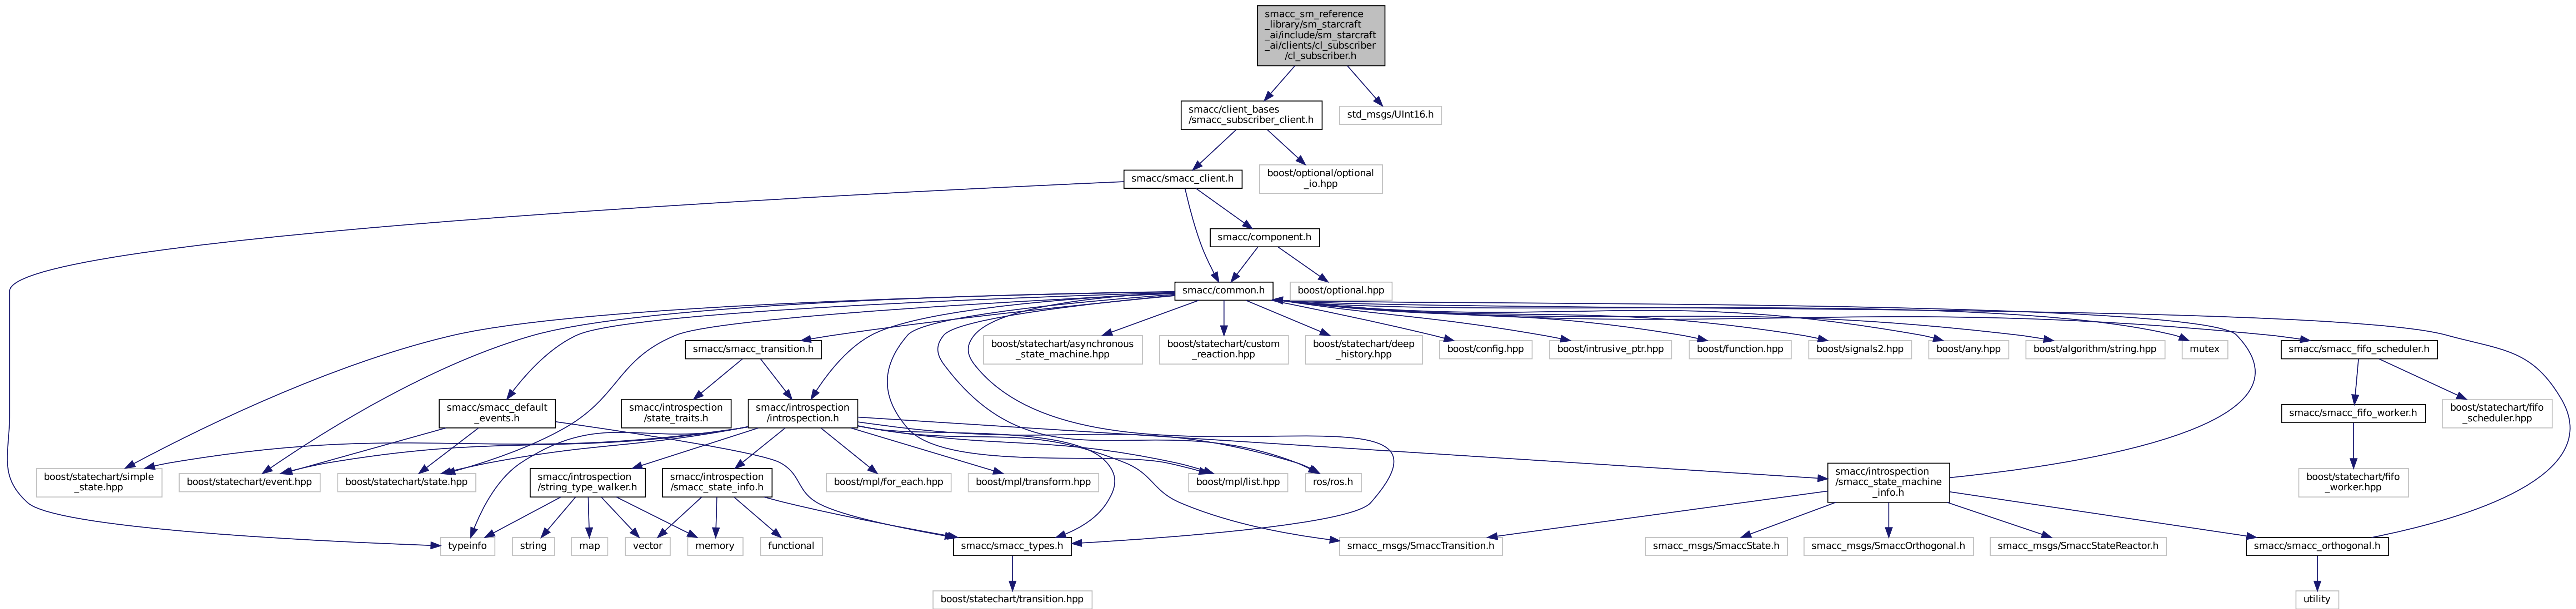 smacc_sm_reference
_library/sm_starcraft
_ai/include/sm_starcraft
_ai/clients/cl_subscriber
/cl_subscriber.h
smacc/client_bases
/smacc_subscriber_client.h
std_msgs/UInt16.h
smacc/smacc_client.h
boost/optional/optional
_io.hpp
smacc/component.h
smacc/common.h
boost/optional.hpp
smacc/smacc_transition.h
boost/statechart/asynchronous
_state_machine.hpp
boost/statechart/custom
_reaction.hpp
boost/statechart/deep
_history.hpp
boost/config.hpp
boost/intrusive_ptr.hpp
boost/function.hpp
boost/signals2.hpp
boost/any.hpp
boost/algorithm/string.hpp
mutex
smacc/smacc_fifo_scheduler.h
smacc/smacc_default
_events.h
smacc/introspection
/state_traits.h
smacc/introspection
/introspection.h
smacc/smacc_fifo_worker.h
boost/statechart/fifo
_scheduler.hpp
boost/statechart/simple
_state.hpp
boost/statechart/event.hpp
boost/statechart/state.hpp
smacc/introspection
/string_type_walker.h
smacc/introspection
/smacc_state_info.h
boost/mpl/for_each.hpp
boost/mpl/transform.hpp
boost/mpl/list.hpp
ros/ros.h
smacc/introspection
/smacc_state_machine
_info.h
boost/statechart/fifo
_worker.hpp
typeinfo
string
map
vector
memory
functional
smacc/smacc_types.h
smacc_msgs/SmaccTransition.h
smacc_msgs/SmaccState.h
smacc_msgs/SmaccOrthogonal.h
smacc_msgs/SmaccStateReactor.h
smacc/smacc_orthogonal.h
boost/statechart/transition.hpp
utility